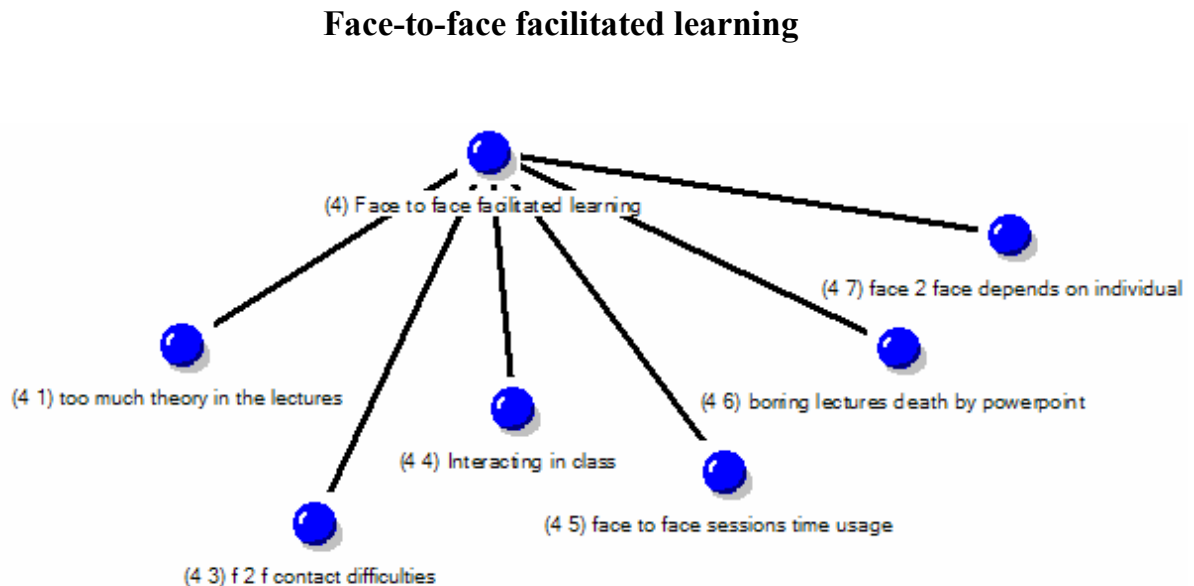 Face-to-face facilitated learning
(4) Face to face facilitated learning
(4 7) face 2 face depends on individual
(4 1) too much theory in the lectures
(4 6) borring lectures death by powerpoint
(4 4) Interacting in class
(4 5) face to face sessions time usage
(4 3) f 2 f contact difficulties